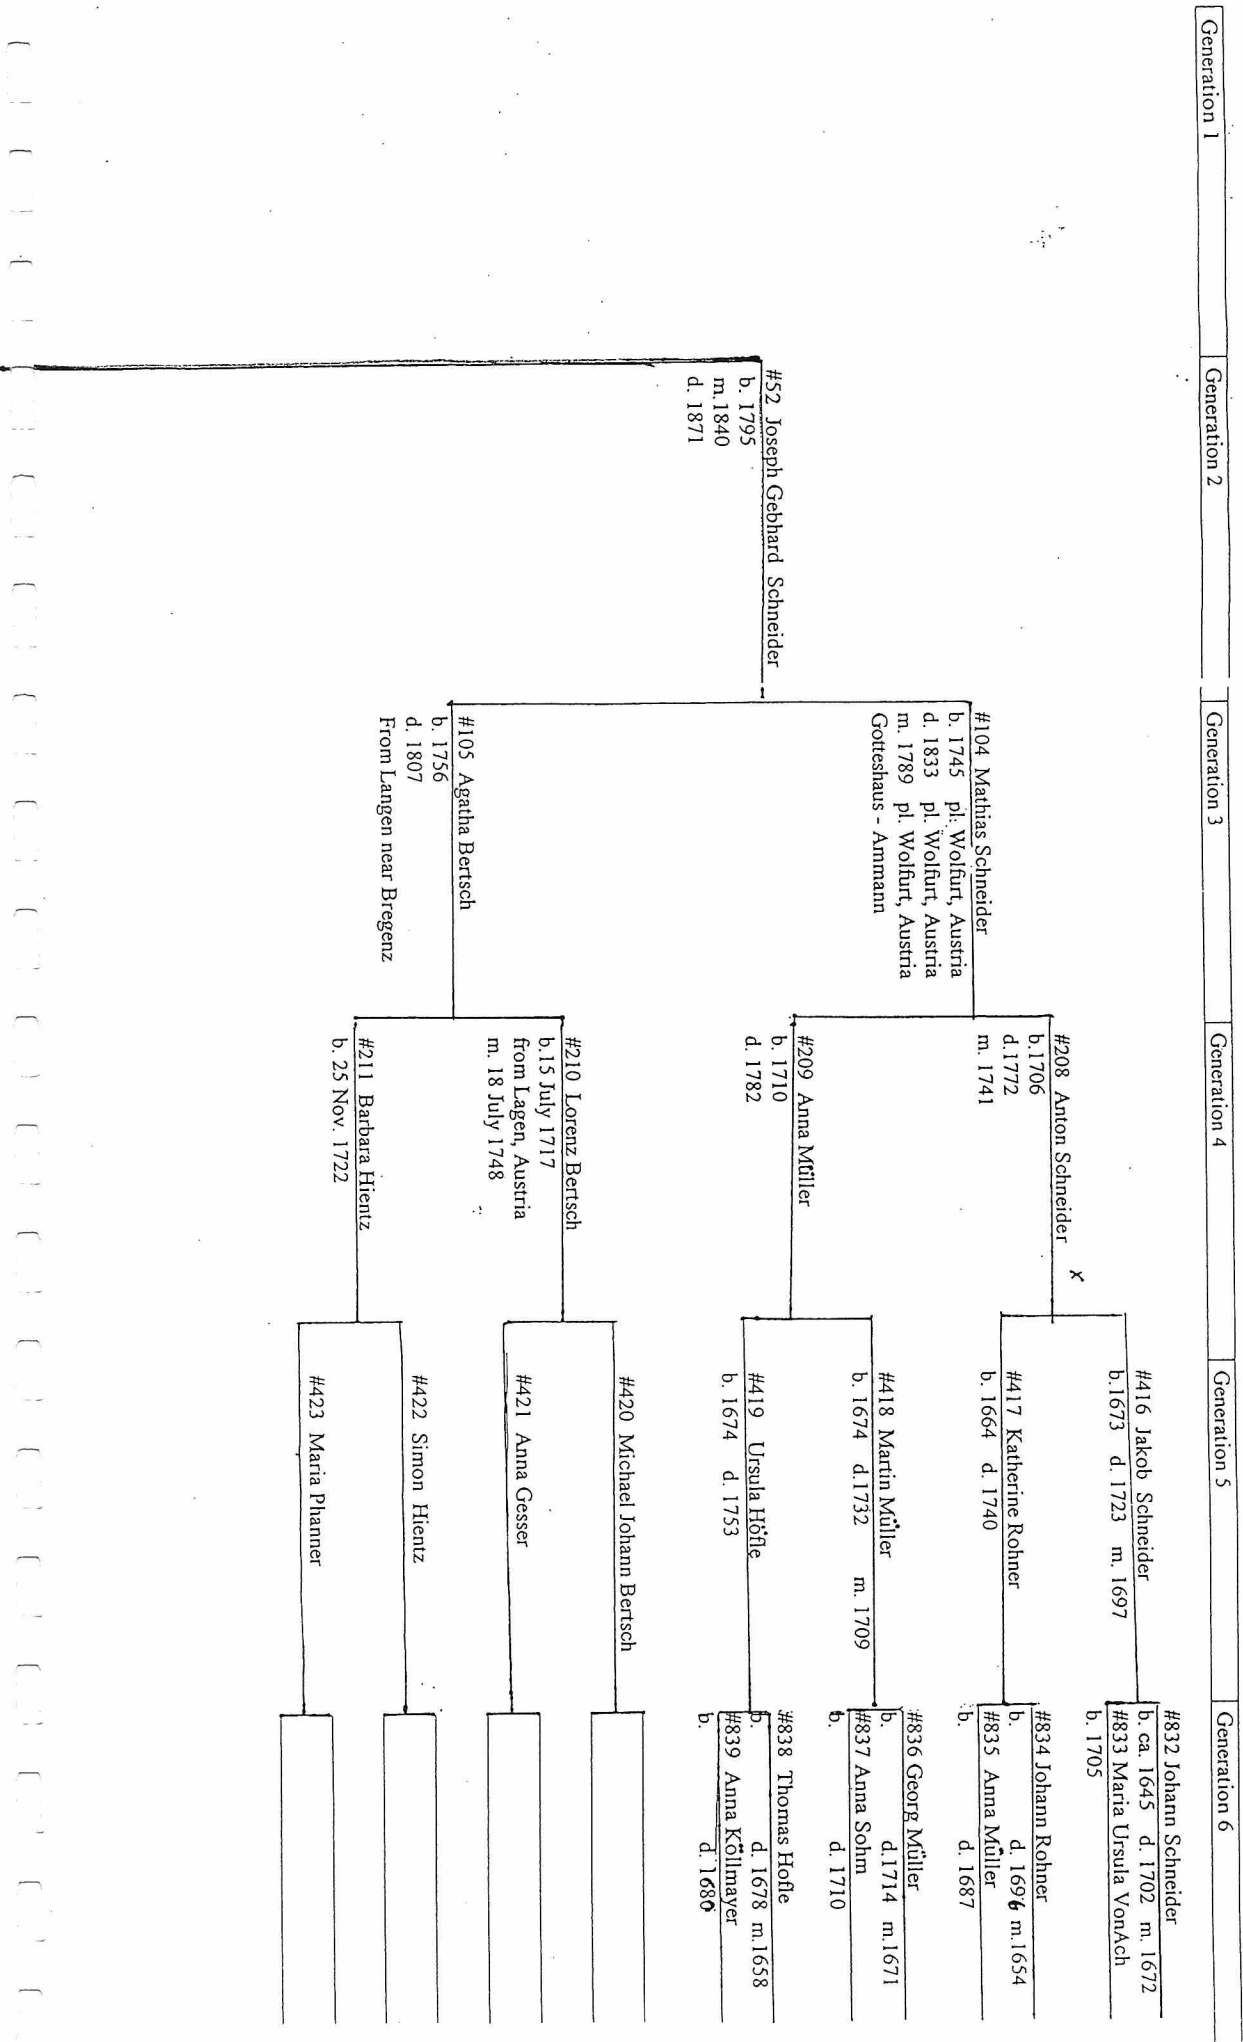 Generation 1
Generation 2
Generation 3
Generation 4
Generation 5
Generation 6
#52 Joseph Gebhard Schneider
b. 1795
m.1840
d. 1871
#104 Mathias Schneider
b. 1745 pl. Wolfurt, Austria
d. 1833 pl. Wolfurt, Austria
m. 1789 pl. Wolfurt, Austria
Gotteshaus - Ammann
#105 Agatha Bertsch
b. 1756
d. 1807
From Langen near Bregenz
#208 Anton Schneider
x
b.1706
d.1772
m. 1741
#209 Anna Müller
b. 1710
d. 1782
#210 Lorenz Bertsch
b.15 July 1717
from Lagen, Austria
m. 18 July 1748
#211 Barbara Hientz
b. 25 Nov. 1722
#416 Jakob Schneider
b.1673 d. 1723 m. 1697
#417 Katherine Rohner
b. 1664 d. 1740
#418 Martin Müller
b. 1674 d.1732 m. 1709
#419 Ursula Höfle
b. 1674 d. 1753
#420 Michael Johann Bertsch
#421 Anna Gesser
#422 Simon Hientz
#423 Maria Phanner
#832 Johann Schneider
b. ca. 1645 d. 1702 m. 1672
#833 Maria Ursula VonAch
b. 1705
#834 Johann Rohner
b. d. 1696 m.1654
#835 Anna Müller
b. d. 1687
#836 Georg Müller
b. d.1714 m.1671
#837 Anna Sohm
b. d. 1710
#838 Thomas Hofle
b. d. 1678 m.1658
#839 Anna Köllmayer
b. d. 1680